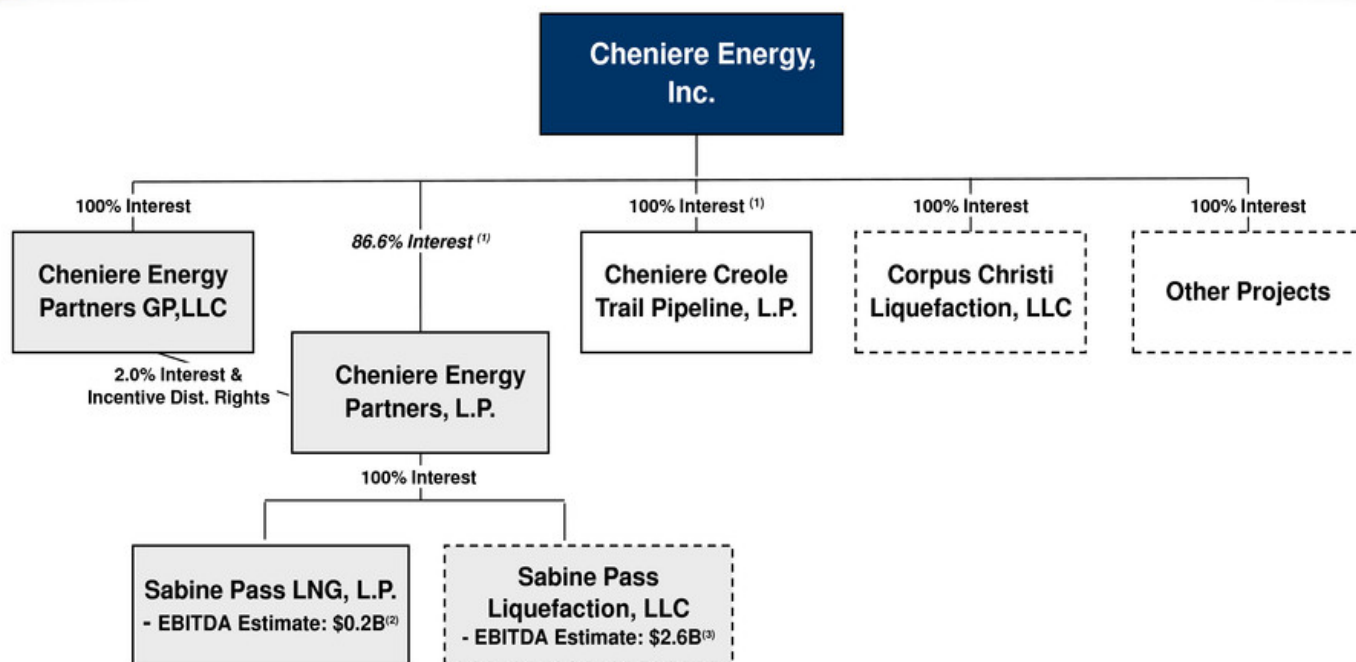 Cheniere Energy,
Inc.
100% Interest
86.6% Interest (1)
100% Interest (1)
100% Interest
100% Interest
Cheniere Energy
Partners GP,LLC
Cheniere Creole
Trail Pipeline, L.P.
Corpus Christi
Liquefaction, LLC
Other Projects
2.0% Interest &
Incentive Dist. Rights
Cheniere Energy
Partners, L.P.
100% Interest
Sabine Pass LNG, L.P.
- EBITDA Estimate: $0.2B(2)
Sabine Pass
Liquefaction, LLC
- EBITDA Estimate: $2.6B(3)